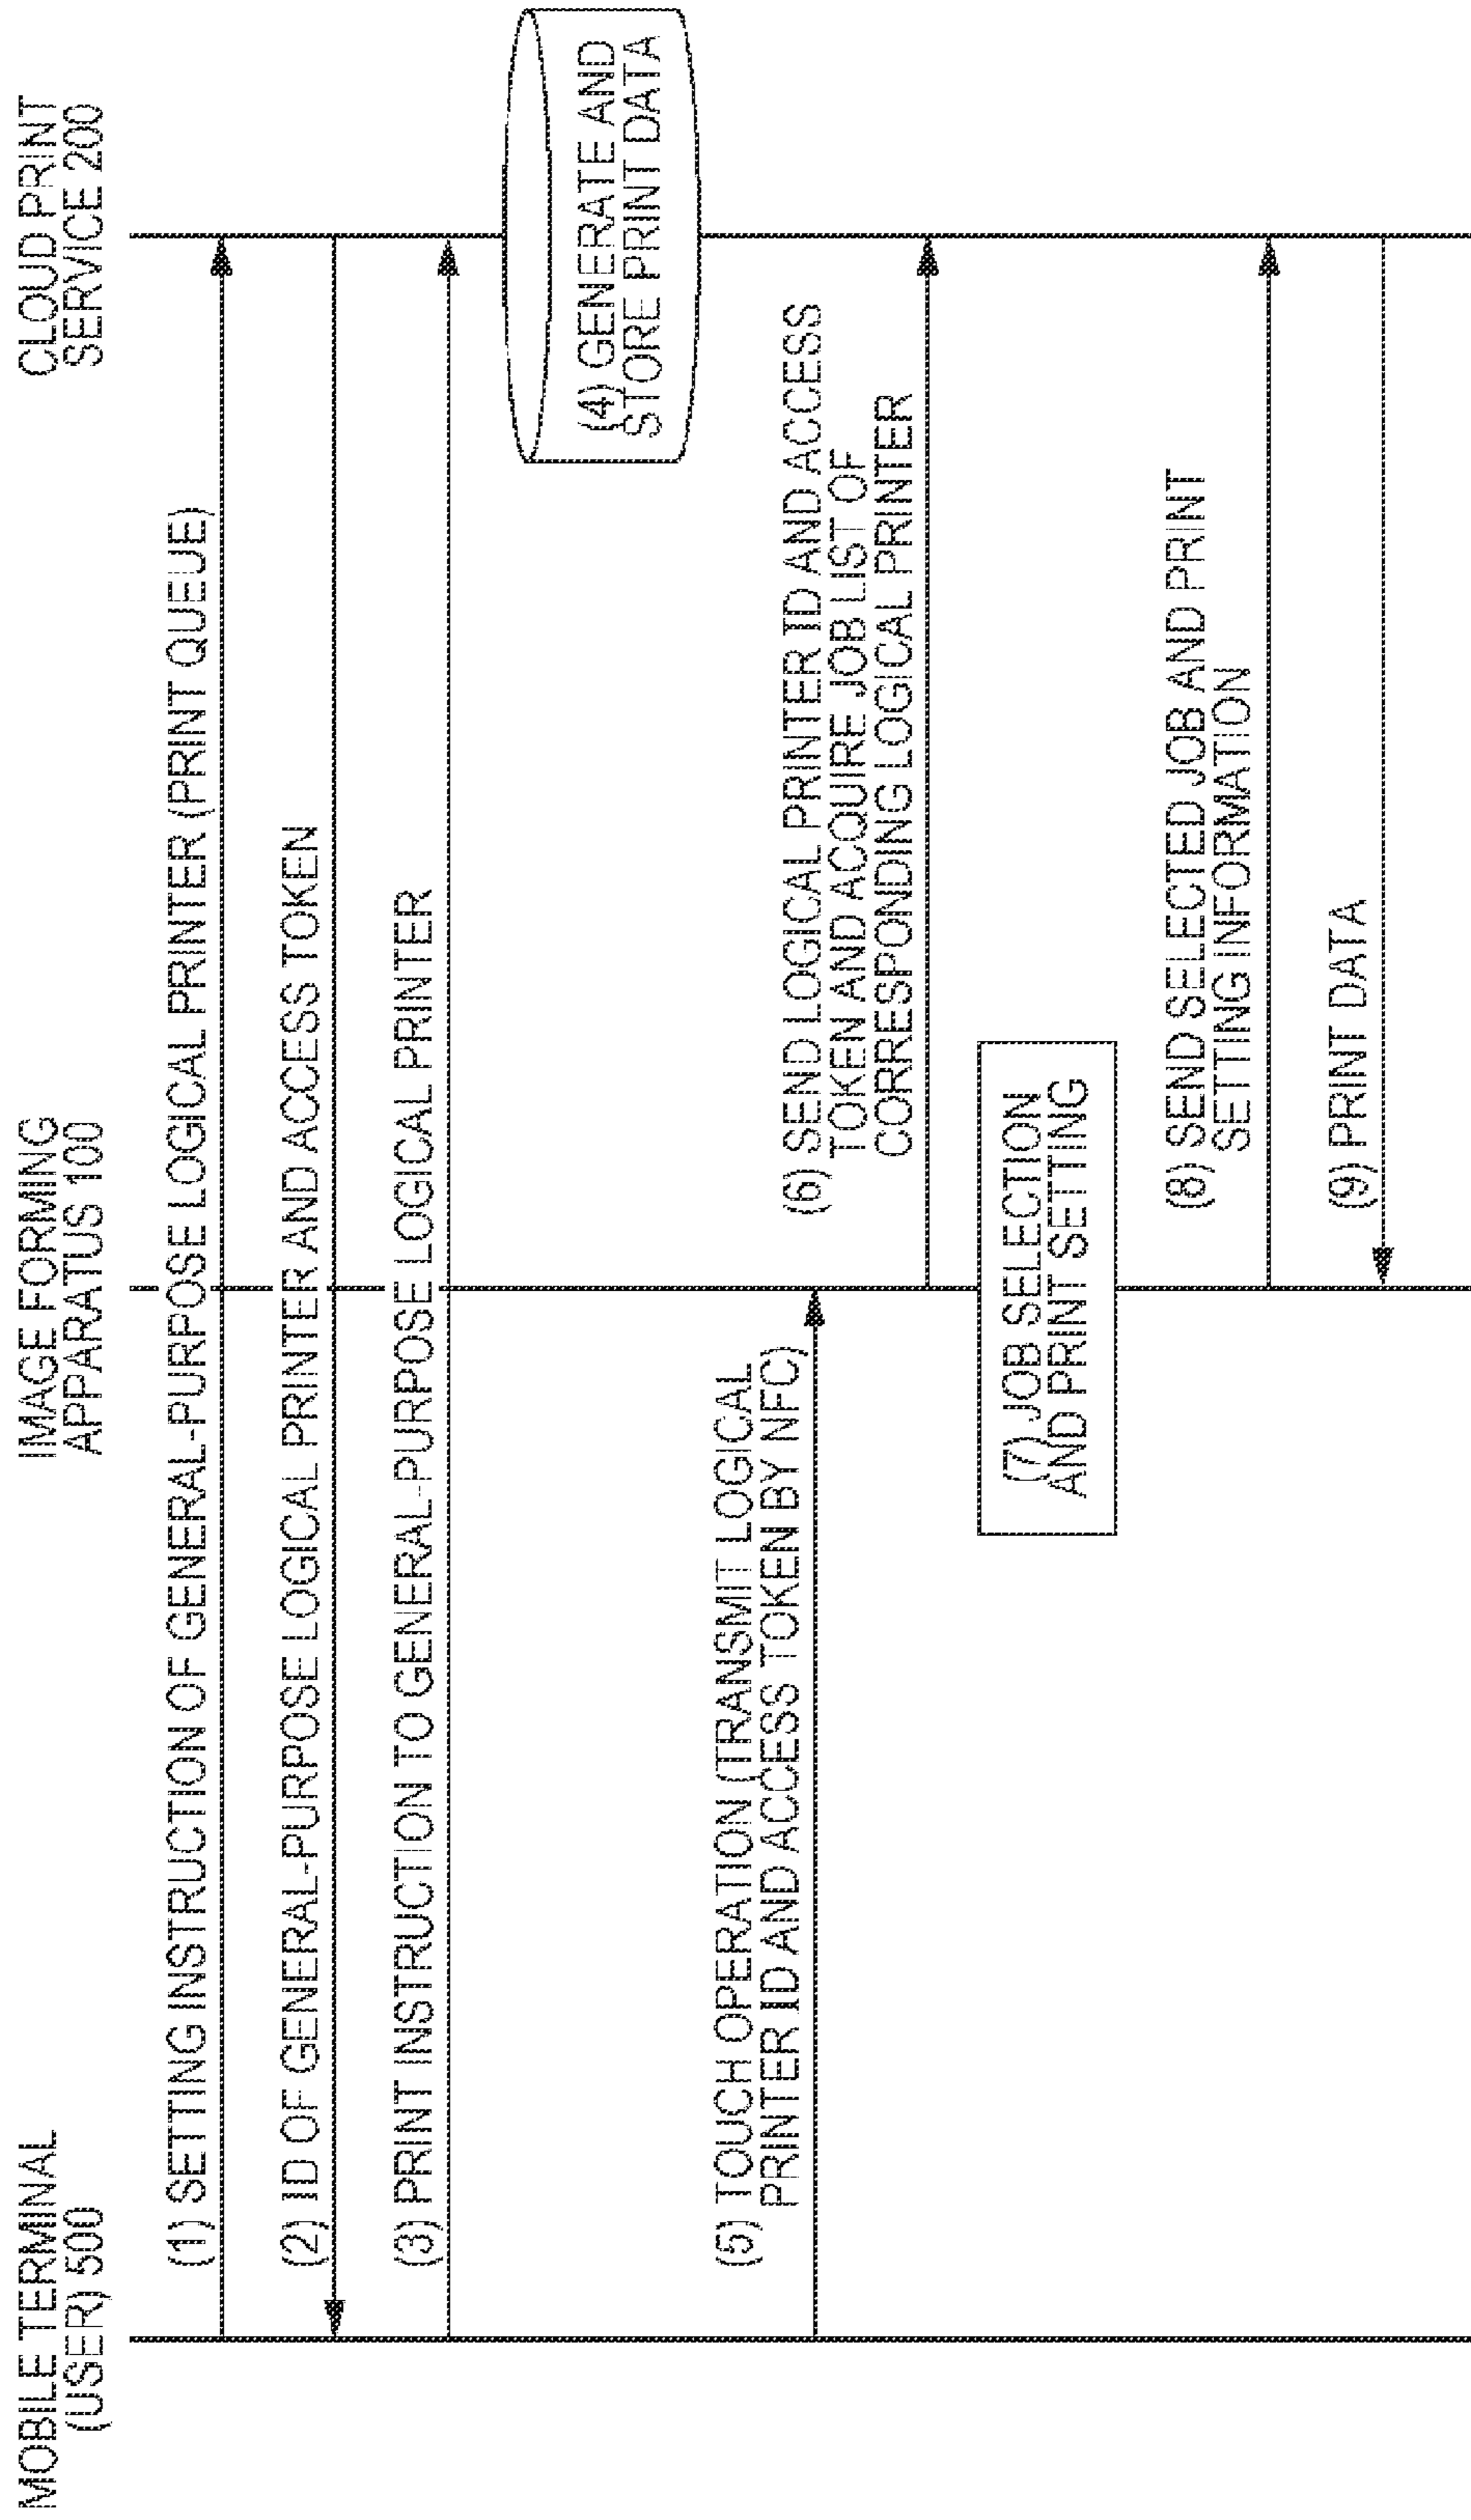 MOBILE TERMINAL
(USER) 500
IMAGE FORMING
APPARATUS 100
CLOUD PRINT
SERVICE 200
(1) SETTING INSTRUCTION OF GENERAL-PURPOSE LOGICAL PRINTER (PRINT QUEUE)
(2) ID OF GENERAL-PURPOSE LOGICAL PRINTER AND ACCESS TOKEN
(3) PRINT INSTRUCTION TO GENERAL-PURPOSE LOGICAL PRINTER
(4) GENERATE AND
STORE PRINT DATA
(5) TOUCH OPERATION (TRANSMIT LOGICAL
PRINTER ID AND ACCESS TOKEN BY NFC)
(6) SEND LOGICAL PRINTER ID AND ACCESS
TOKEN AND ACQUIRE JOB LIST OF
CORRESPONDING LOGICAL PRINTER
(7) JOB SELECTION
AND PRINT SETTING
(8) SEND SELECTED JOB AND PRINT
SETTING INFORMATION
(9) PRINT DATA